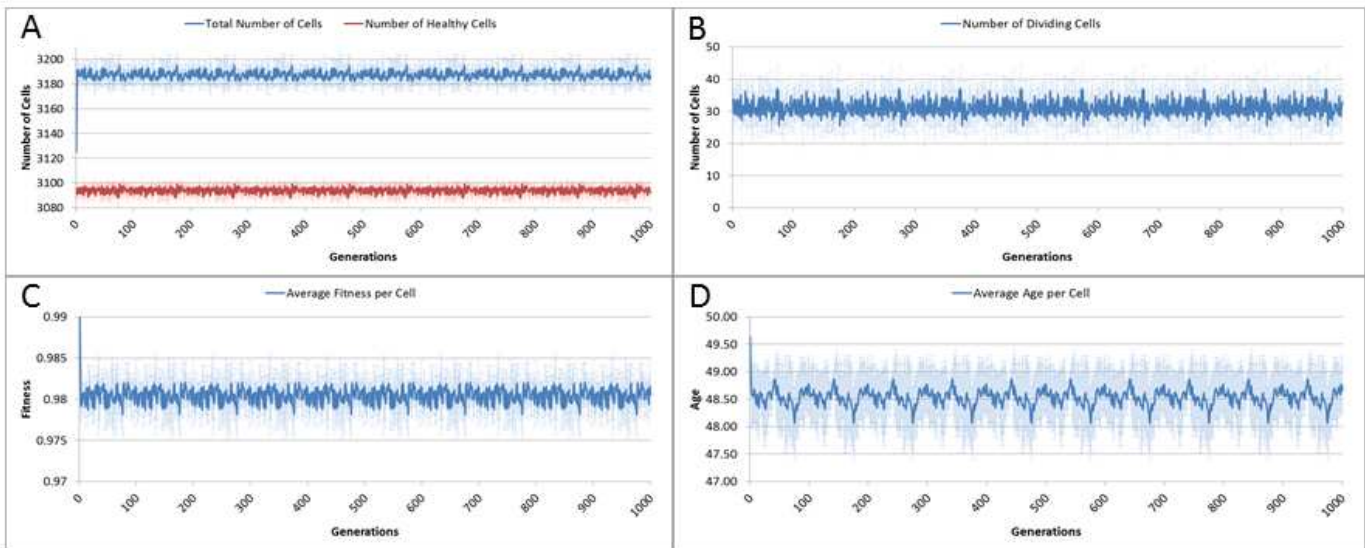 A
Total Number of Cells Number of Healthy Cells
Number of Cells
3200
3180
3160
3140
3120
3100
3080
0 100 200 300 400 500 600 700 800 900 1000
Generations
B
Number of Dividing Cells
Number of Cells
50
40
30
20
10
0
0 100 200 300 400 500 600 700 800 900 1000
Generations
C
Average Fitness per Cell
Fitness
0.99
0.985
0.98
0.975
0.97
0 100 200 300 400 500 600 700 800 900 1000
Generations
D
Average Age per Cell
Age
50.00
49.50
49.00
48.50
48.00
47.50
47.00
0 100 200 300 400 500 600 700 800 900 1000
Generations